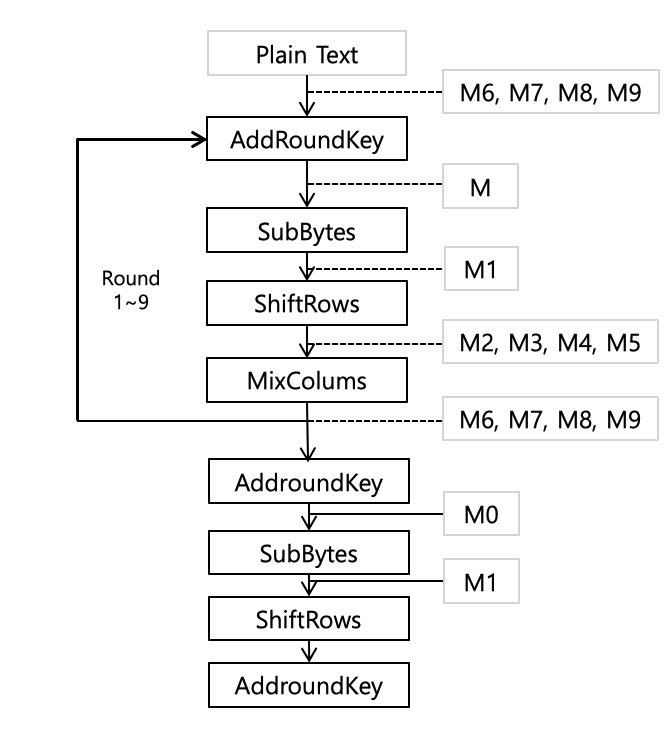 Plain Text
M6, M7, M8, M9
AddRoundKey
M
SubBytes
M1
Round
1~9
ShiftRows
M2, M3, M4, M5
MixColums
M6, M7, M8, M9
AddroundKey
M0
SubBytes
M1
ShiftRows
AddroundKey